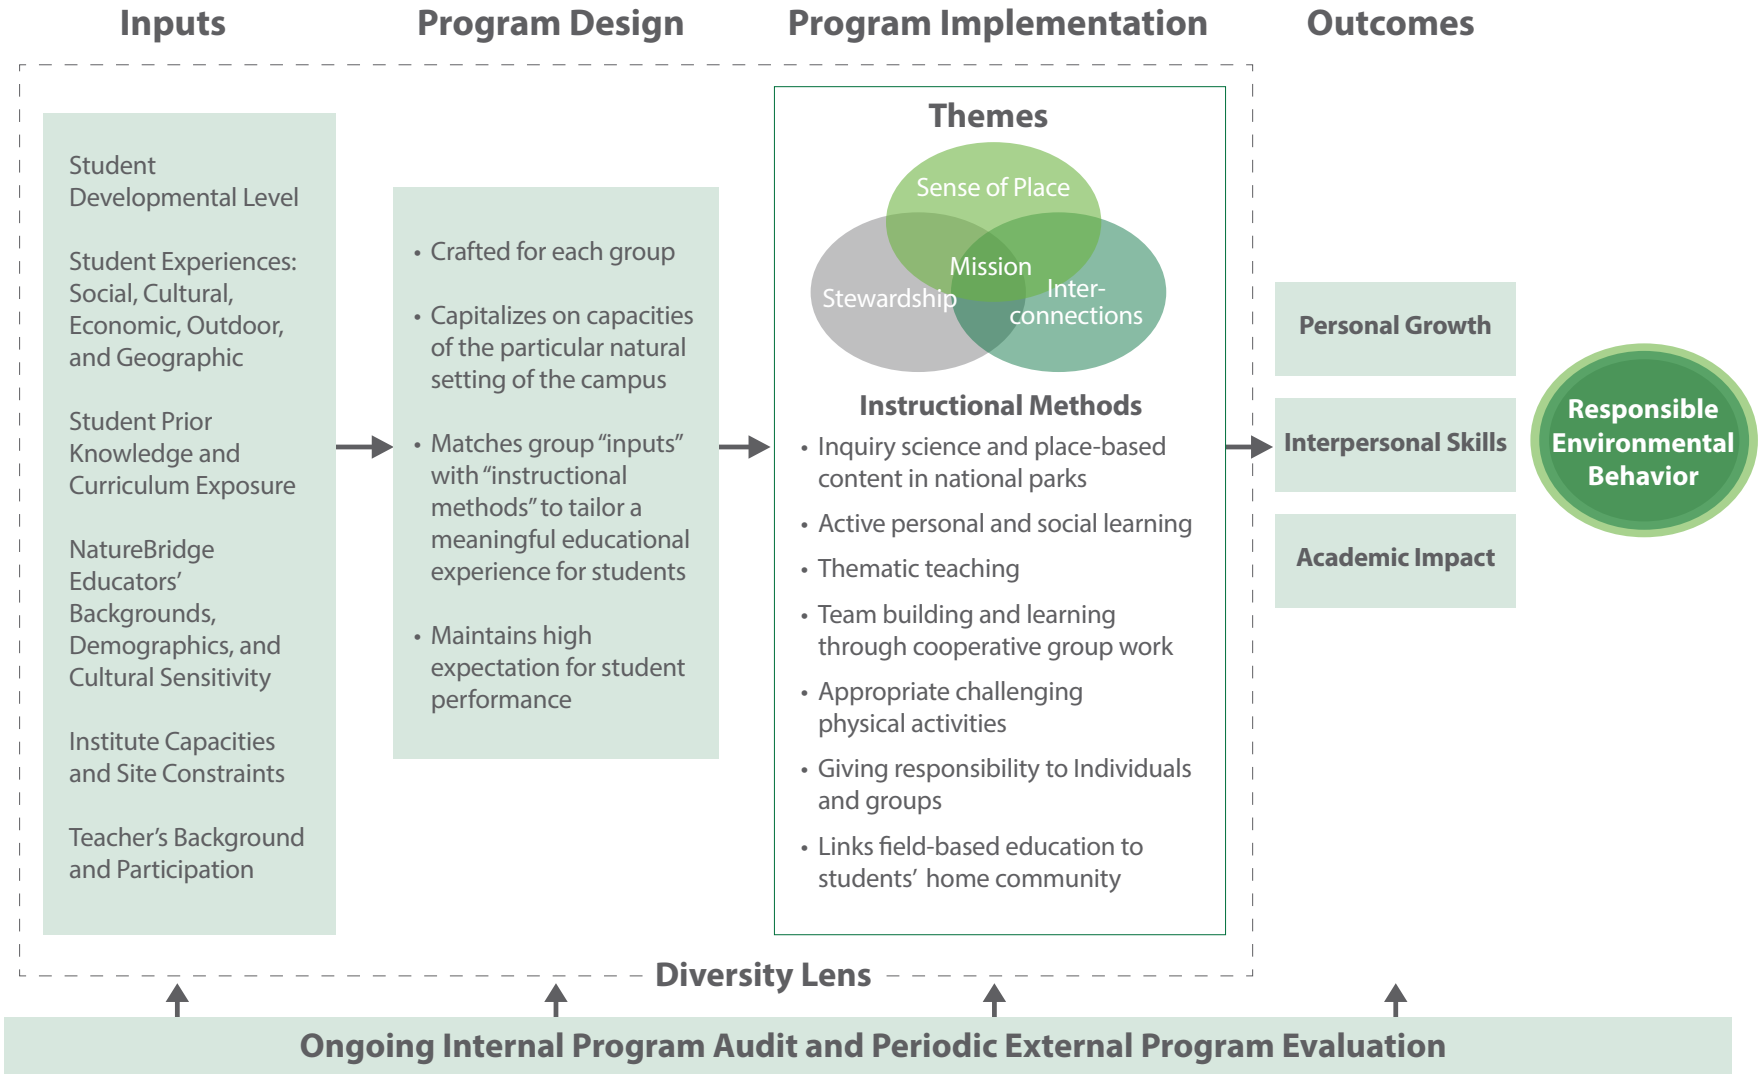 Inputs
Program Design
Program Implementation
Outcomes
Student
Developmental Level
Student Experiences:
Social, Cultural,
Economic, Outdoor,
and Geographic
Student Prior
Knowledge and
Curriculum Exposure
NatureBridge
Educators’
Backgrounds,
Demographics, and
Cultural Sensitivity
Institute Capacities
and Site Constraints
Teacher’s Background
and Participation
• Crafted for each group
• Capitalizes on capacities
of the particular natural
setting of the campus
• Matches group “inputs”
with “instructional
methods” to tailor a
meaningful educational
experience for students
• Maintains high
expectation for student
performance
Themes
Sense of Place
Mission
Stewardship
Inter-
connections
Instructional Methods
• Inquiry science and place-based
content in national parks
• Active personal and social learning
• Thematic teaching
• Team building and learning
through cooperative group work
• Appropriate challenging
physical activities
• Giving responsibility to Individuals
and groups
• Links field-based education to
students’ home community
Personal Growth
Interpersonal Skills
Academic Impact
Responsible
Environmental
Behavior
Diversity Lens
Ongoing Internal Program Audit and Periodic External Program Evaluation